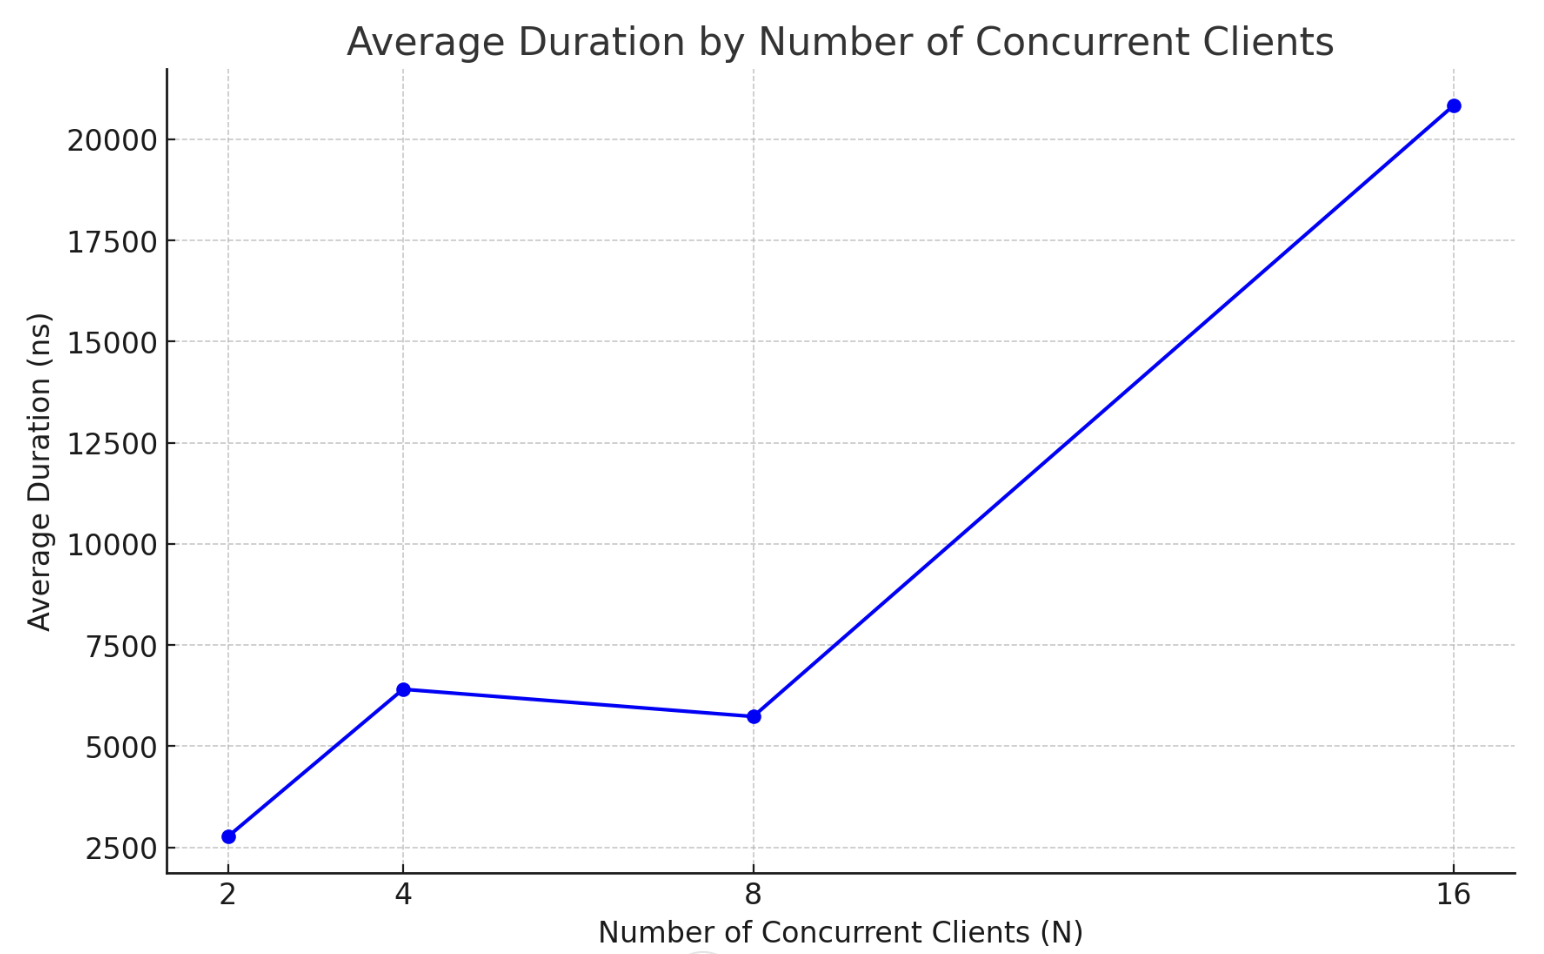 Average Duration by Number of Concurrent Clients
20000
17500
15000
12500
10000
7500
5000
2500
Average Duration (ns)
2 4 8 16
Number of Concurrent Clients (N)